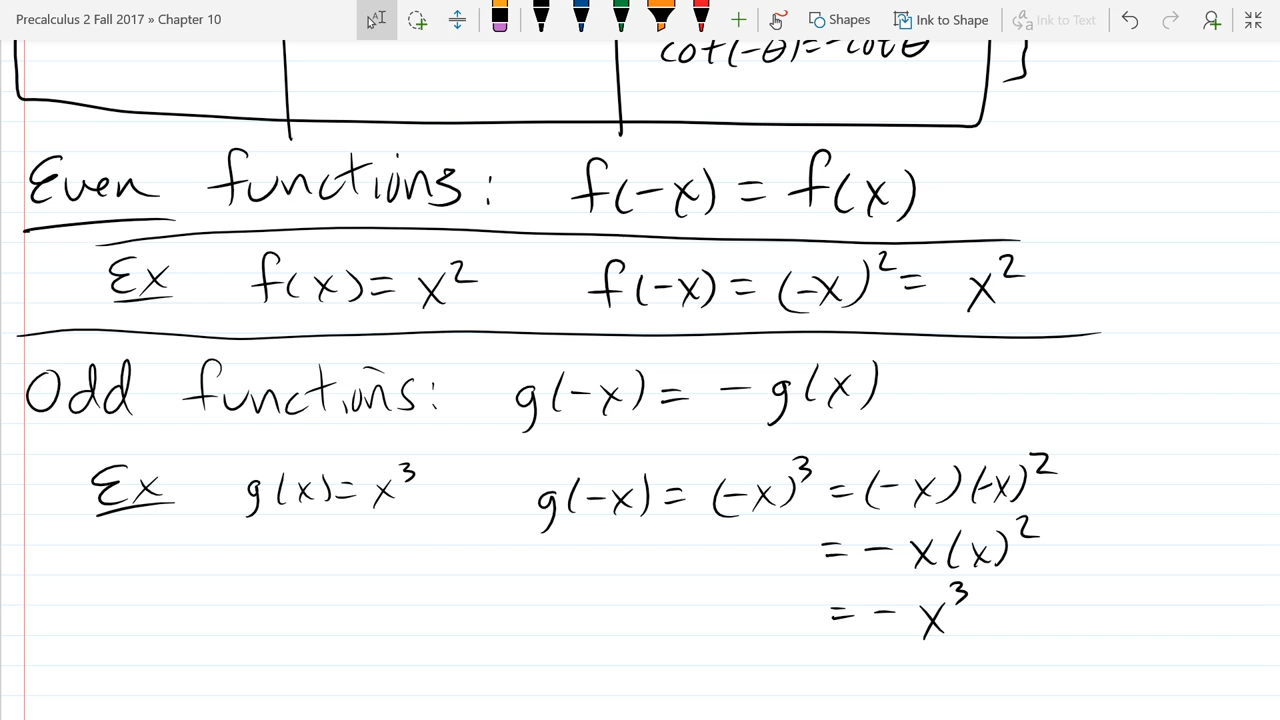 Precalculus 2 Fall 2017 » Chapter 10 Shapes Ink to Shape Ink to Text
cot(-θ)=-cotθ
Even functions: f(-x) = f(x)
Ex f(x) = x² f(-x) = (-x)² = x²
Odd functions: g(-x) = - g(x)
Ex g(x) = x³ g(-x) = (-x)³ = (-x)(-x)²
= - x(x)²
= - x³